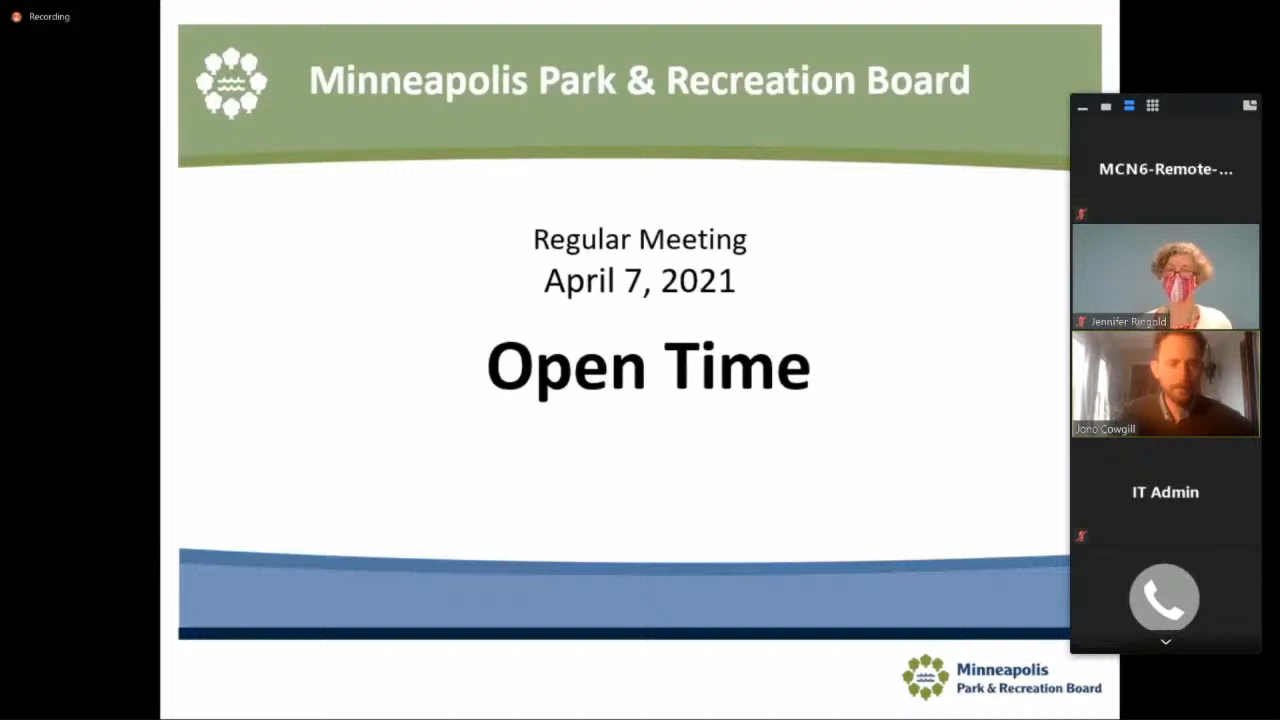 Recording
Minneapolis Park & Recreation Board
Regular Meeting
April 7, 2021
Open Time
MCN6-Remote-...
Jennifer Ringold
Jono Cowgill
IT Admin
Minneapolis
Park & Recreation Board